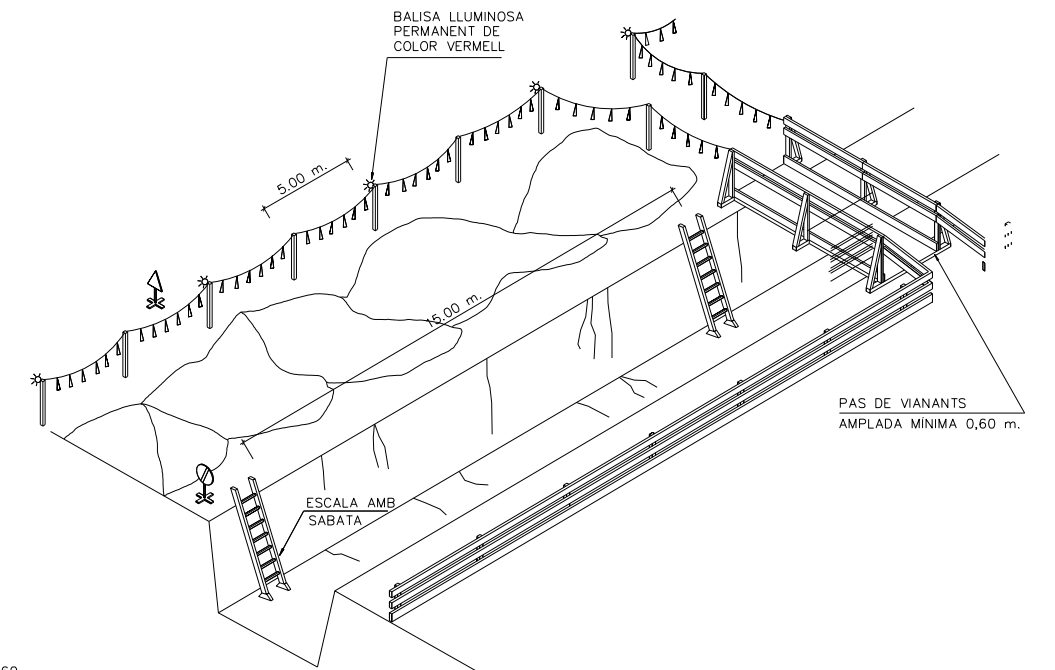 BALISA LLUMINOSA
PERMANENT DE
COLOR VERMELL
5.00 m.
15.00 m.
PAS DE VIANANTS
AMPLADA MÍNIMA 0,60 m.
ESCALA AMB
SABATA